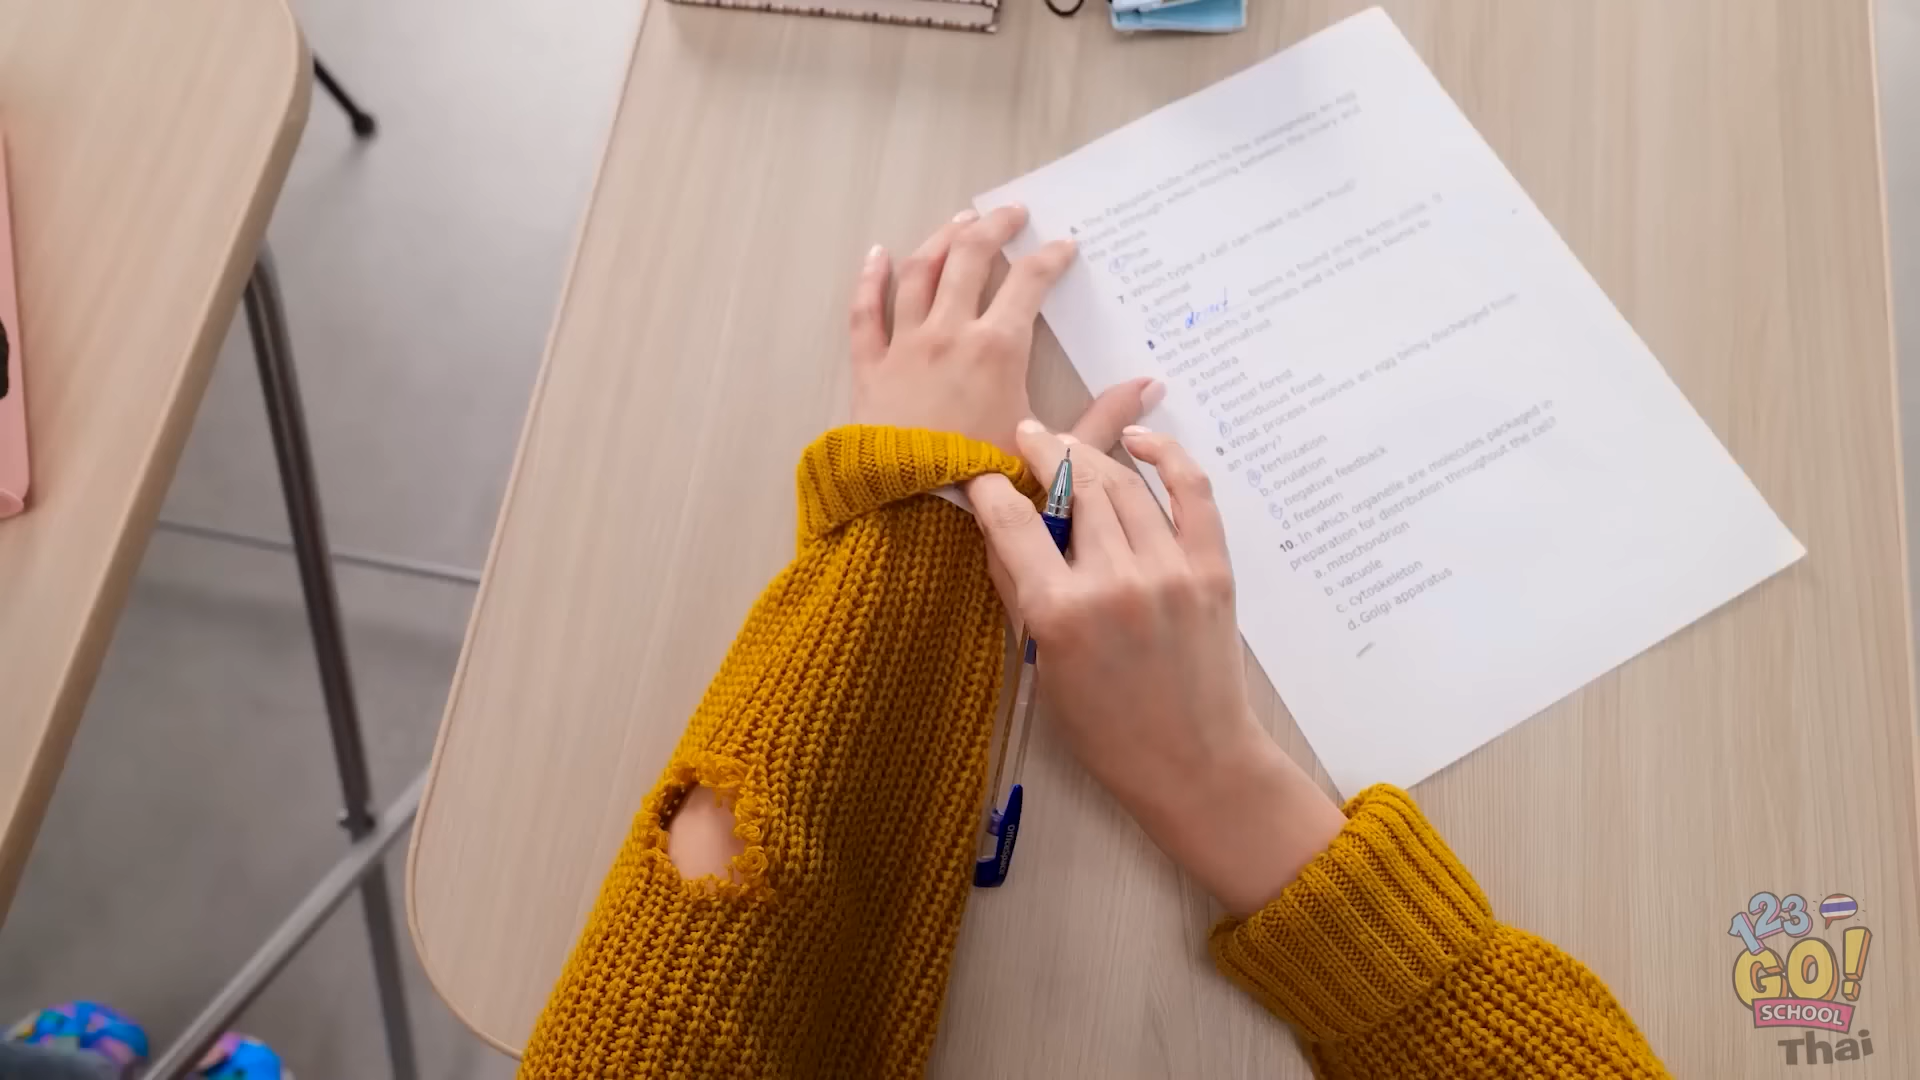 6. The Fallopian tube refers to the passageway an egg
travels through when moving between the ovary and
the uterus.
a. True
b. False
7. Which type of cell can make its own food?
a. animal
b. plant
8. The desert biome is found in the Arctic circle. It
has few plants or animals and is the only biome to
contain permafrost.
a. tundra
b. desert
c. boreal forest
d. deciduous forest
9. What process involves an egg being discharged from
an ovary?
a. fertilization
b. ovulation
c. negative feedback
d. freedom
10. In which organelle are molecules packaged in
preparation for distribution throughout the cell?
a. mitochondrion
b. vacuole
c. cytoskeleton
d. Golgi apparatus
OfficeSpace
123
GO!
SCHOOL
Thai